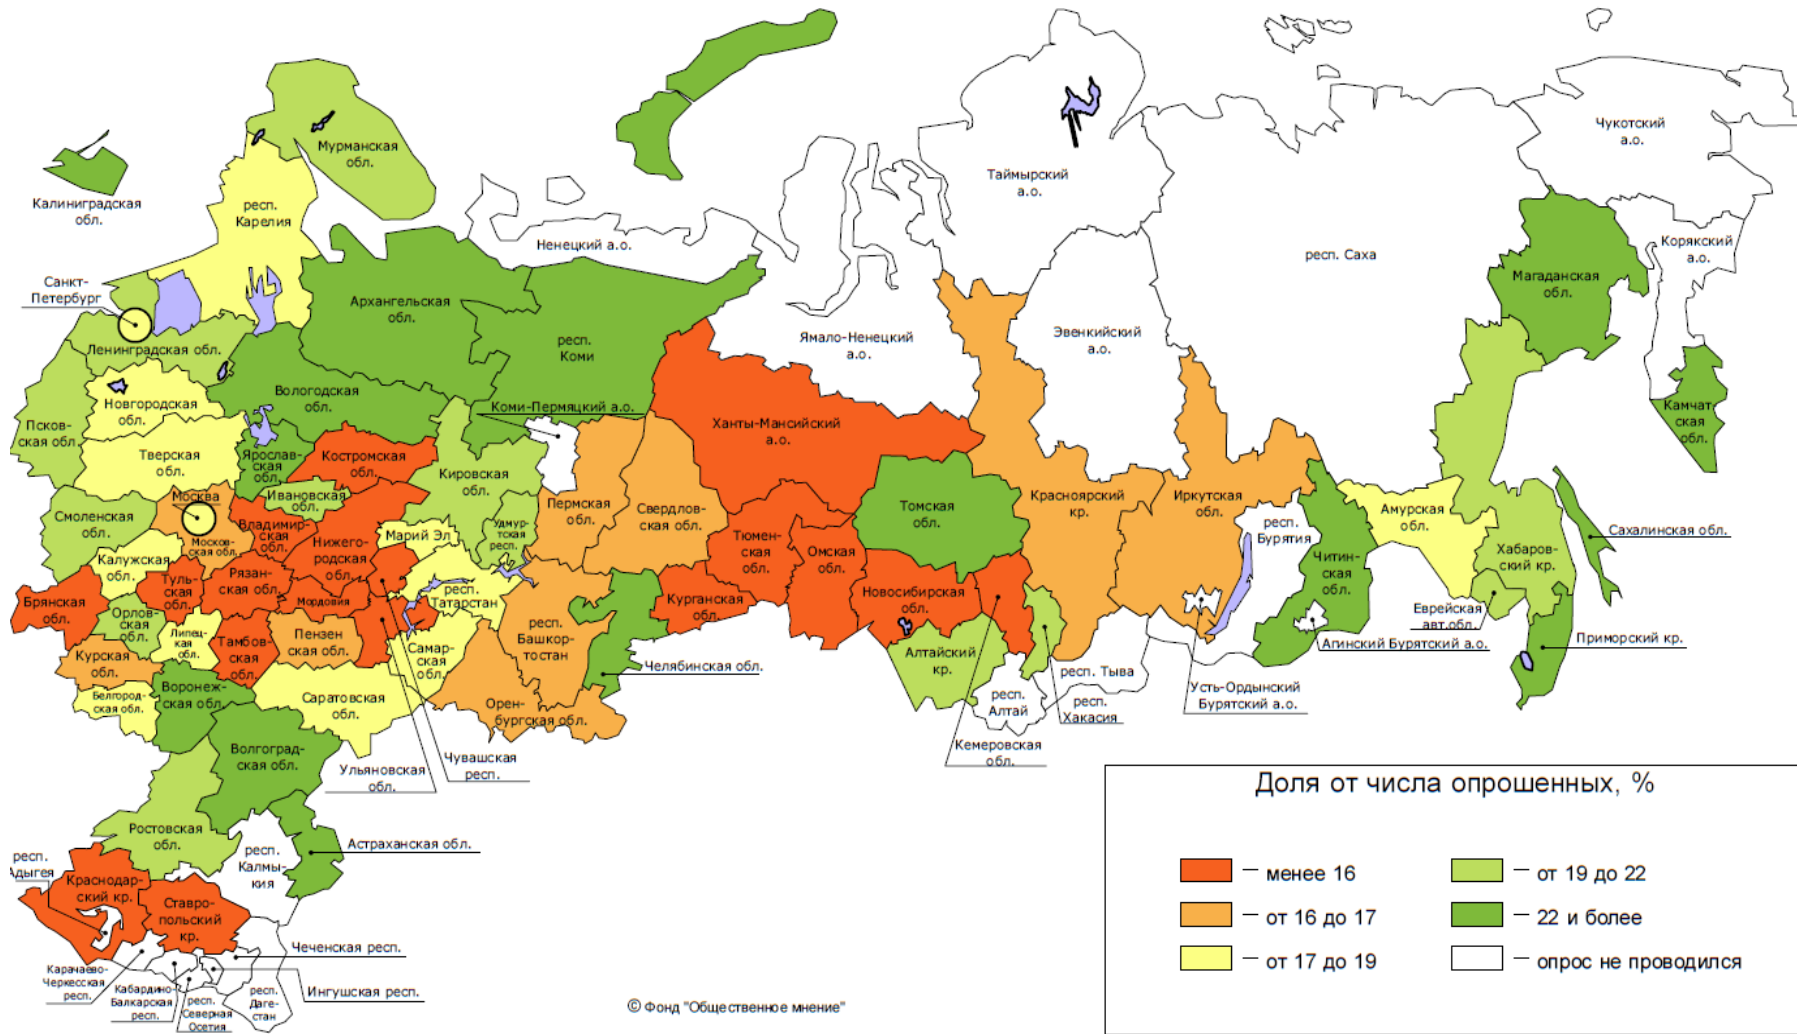 Мурманская
обл.
Калиниградская
обл.
респ.
Карелия
Санкт-
Петербург
Ленинградская обл.
Архангельская
обл.
Ненецкий а.о.
респ.
Коми
Ямало-Ненецкий
а.о.
Таймырский
а.о.
Эвенкийский
а.о.
респ. Саха
Чукотский
а.о.
Корякский
а.о.
Магаданская
обл.
Камчат-
ская обл.
Новгородская
обл.
Псков-
ская обл.
Вологодская
обл.
Коми-Пермяцкий а.о.
Ханты-Мансийский
а.о.
Тверская
обл.
Ярослав-
ская
обл.
Костромская
обл.
Ивановская
обл.
Кировская
обл.
Удмурт-
тская
респ.
Пермская
обл.
Свердлов-
ская обл.
Смоленская
обл.
Москва
Москов-
ская обл.
Владимир-
ская
обл.
Нижего-
родская
обл.
Марий Эл
респ.
Татарстан
Калужская
обл.
Туль-
ская
обл.
Рязан-
ская обл.
Мордовия
Брянская
обл.
Орлов-
ская
обл.
Липец-
кая
обл.
Тамбов-
ская
обл.
Пензен
ская обл.
Самар-
ская
обл.
респ.
Башкор-
тостан
Курская
обл.
Белгород-
ская обл.
Воронеж-
ская обл.
Саратовская
обл.
Орен-
бургская обл.
Челябинская обл.
Курганская
обл.
Тюмен-
ская
обл.
Омская
обл.
Томская
обл.
Новосибирская
обл.
Алтайский
кр.
Красноярский
кр.
Иркутская
обл.
респ.
Бурятия
Читин-
ская
обл.
Амурская
обл.
Хабаров-
ский кр.
Сахалинская обл.
Еврейская
авт.обл.
Агинский Бурятский а.о.
Приморский кр.
респ. Тыва
респ.
Алтай
респ.
Хакасия
Усть-Ордынский
Бурятский а.о.
Кемеровская
обл.
Волгоград-
ская обл.
Ульяновская
обл.
Чувашская
респ.
Ростовская
обл.
Астраханская обл.
респ.
Калмы-
кия
респ.
Адыгея
Краснодар-
ский кр.
Ставро-
польский
кр.
Чеченская респ.
Ингушская респ.
Карачаево-
Черкесская
респ.
Кабардино-
Балкарская
респ.
респ.
Северная
Осетия
респ.
Даге-
стан
© Фонд "Общественное мнение"
Доля от числа опрошенных, %
– менее 16
– от 16 до 17
– от 17 до 19
– от 19 до 22
– 22 и более
– опрос не проводился